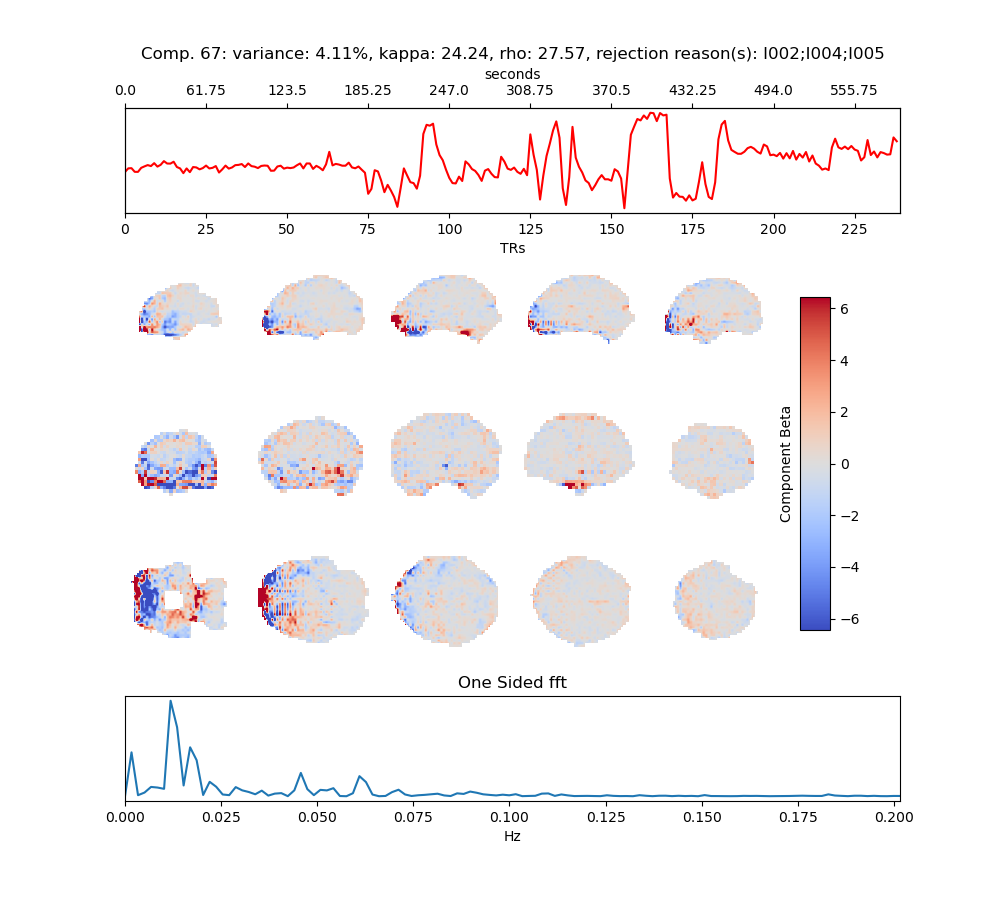 Comp. 67: variance: 4.11%, kappa: 24.24, rho: 27.57, rejection reason(s): I002;I004;I005
seconds
0.0 61.75 123.5 185.25 247.0 308.75 370.5 432.25 494.0 555.75
0 25 50 75 100 125 150 175 200 225
TRs
6
4
2
0
−2
−4
−6
Component Beta
One Sided fft
0.000 0.025 0.050 0.075 0.100 0.125 0.150 0.175 0.200
Hz